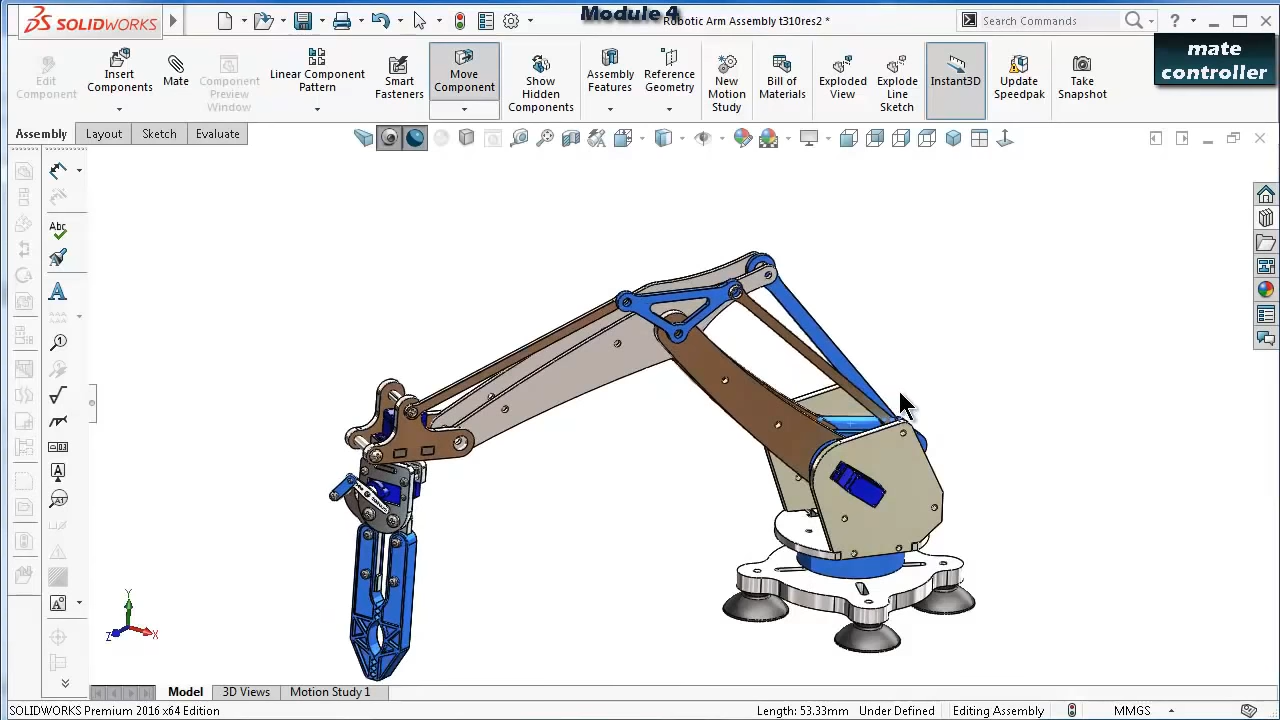 SOLIDWORKS
Module 4
Robotic Arm Assembly t310res2 *
Search Commands
?
mate
controller
Edit
Component
Insert
Components
Mate
Component
Preview
Window
Linear Component
Pattern
Smart
Fasteners
Move
Component
Show
Hidden
Components
Assembly
Features
Reference
Geometry
New
Motion
Study
Bill of
Materials
Exploded
View
Explode
Line
Sketch
Instant3D
Update
Speedpak
Take
Snapshot
Assembly
Layout
Sketch
Evaluate
Abc
A
Y
Z
X
Model
3D Views
Motion Study 1
SOLIDWORKS Premium 2016 x64 Edition
Length: 53.33mm
Under Defined
Editing Assembly
MMGS